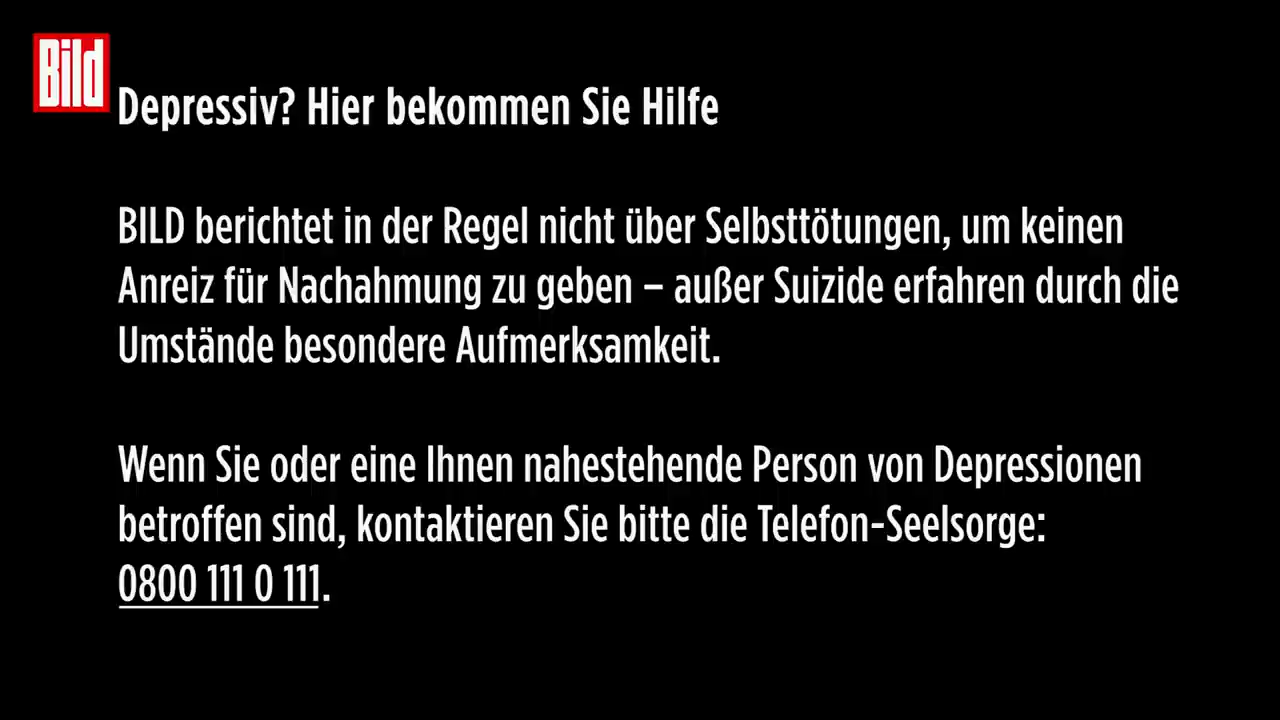 Bild
Depressiv? Hier bekommen Sie Hilfe
BILD berichtet in der Regel nicht über Selbsttötungen, um keinen
Anreiz für Nachahmung zu geben – außer Suizide erfahren durch die
Umstände besondere Aufmerksamkeit.
Wenn Sie oder eine Ihnen nahestehende Person von Depressionen
betroffen sind, kontaktieren Sie bitte die Telefon-Seelsorge:
0800 111 0 111.